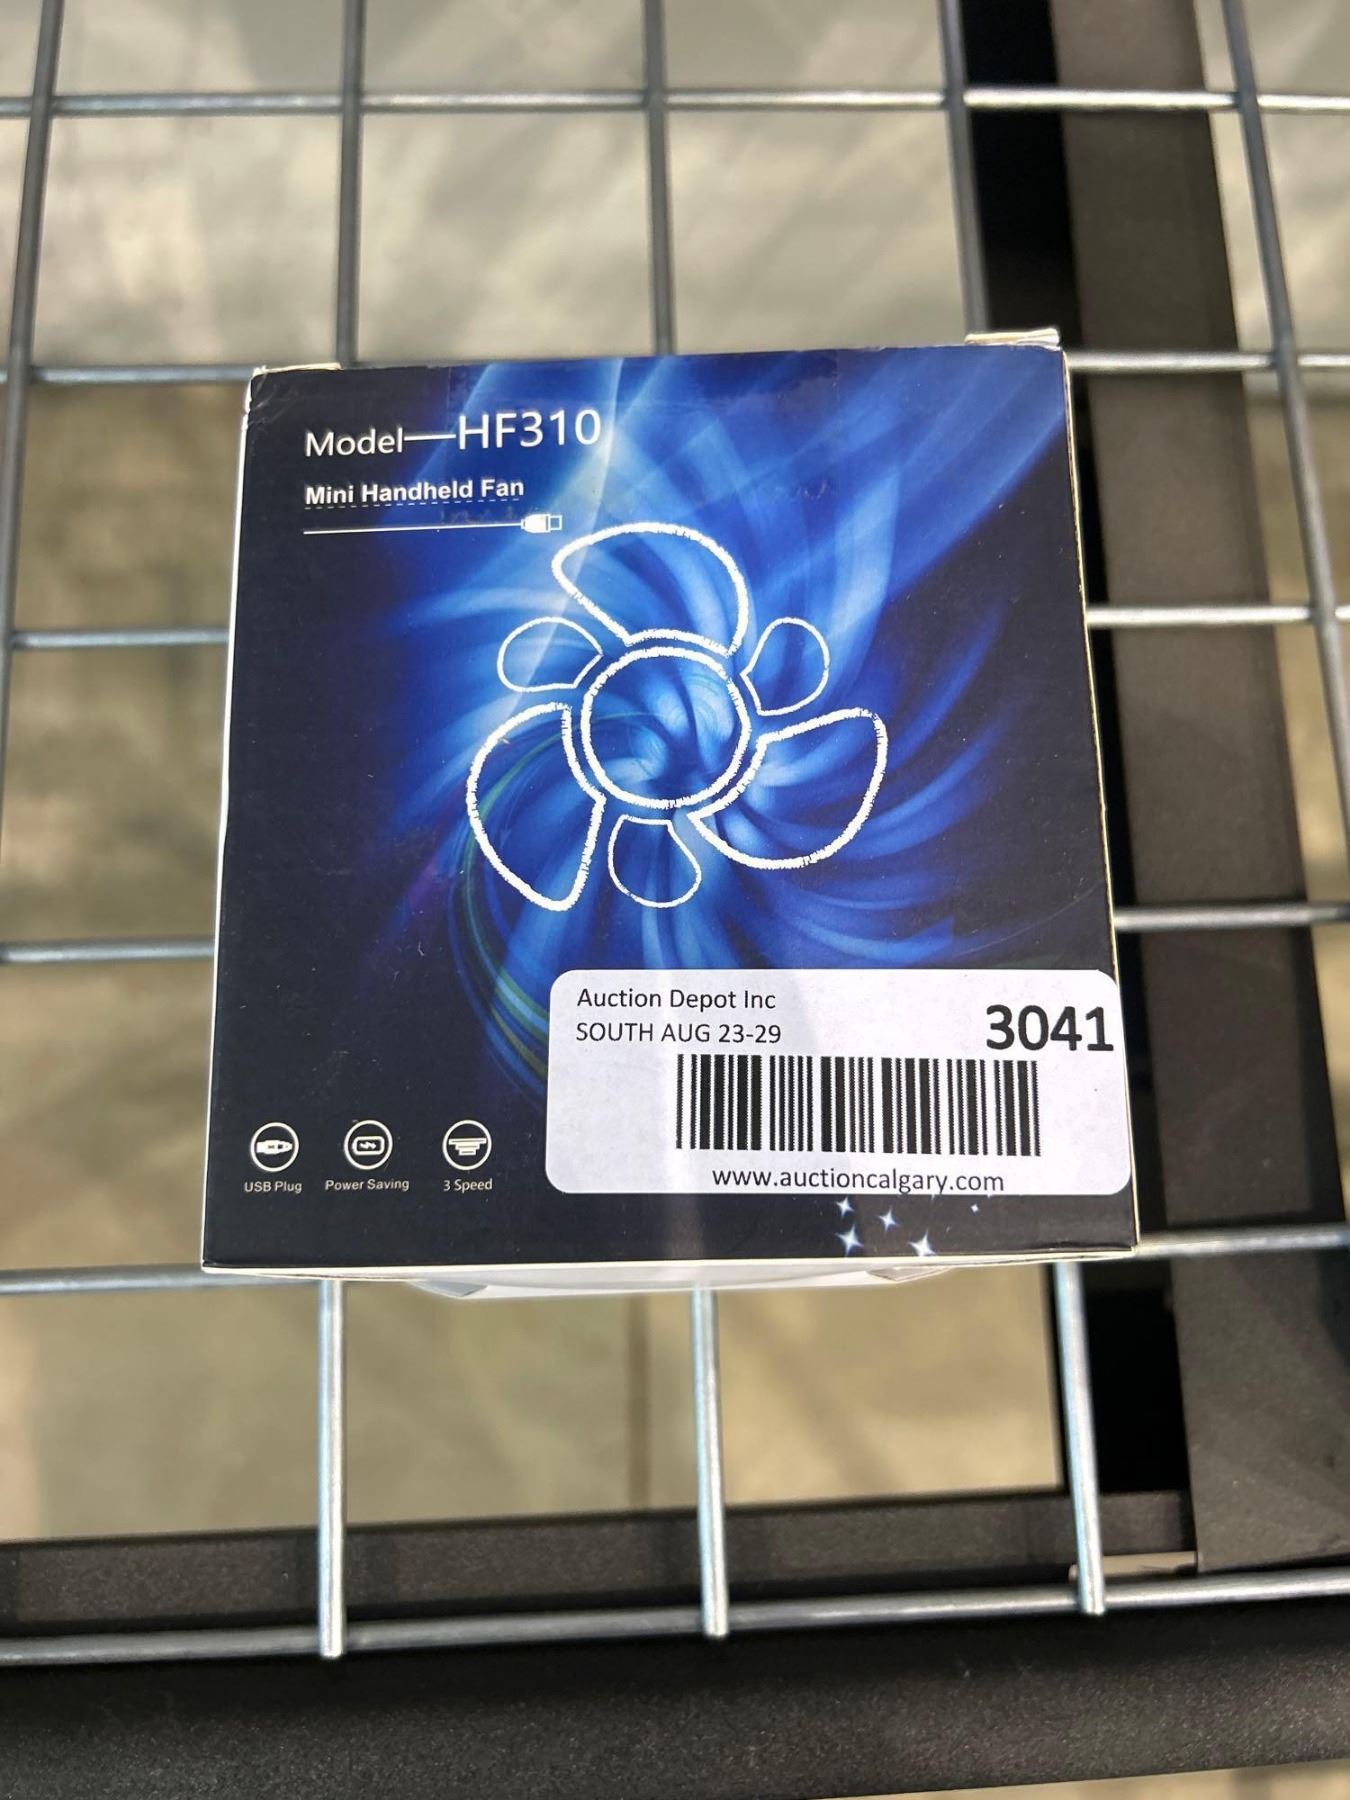 Model—HF310
Mini Handheld Fan
Auction Depot Inc
SOUTH AUG 23-29
3041
www.auctioncalgary.com
USB Plug
Power Saving
3 Speed